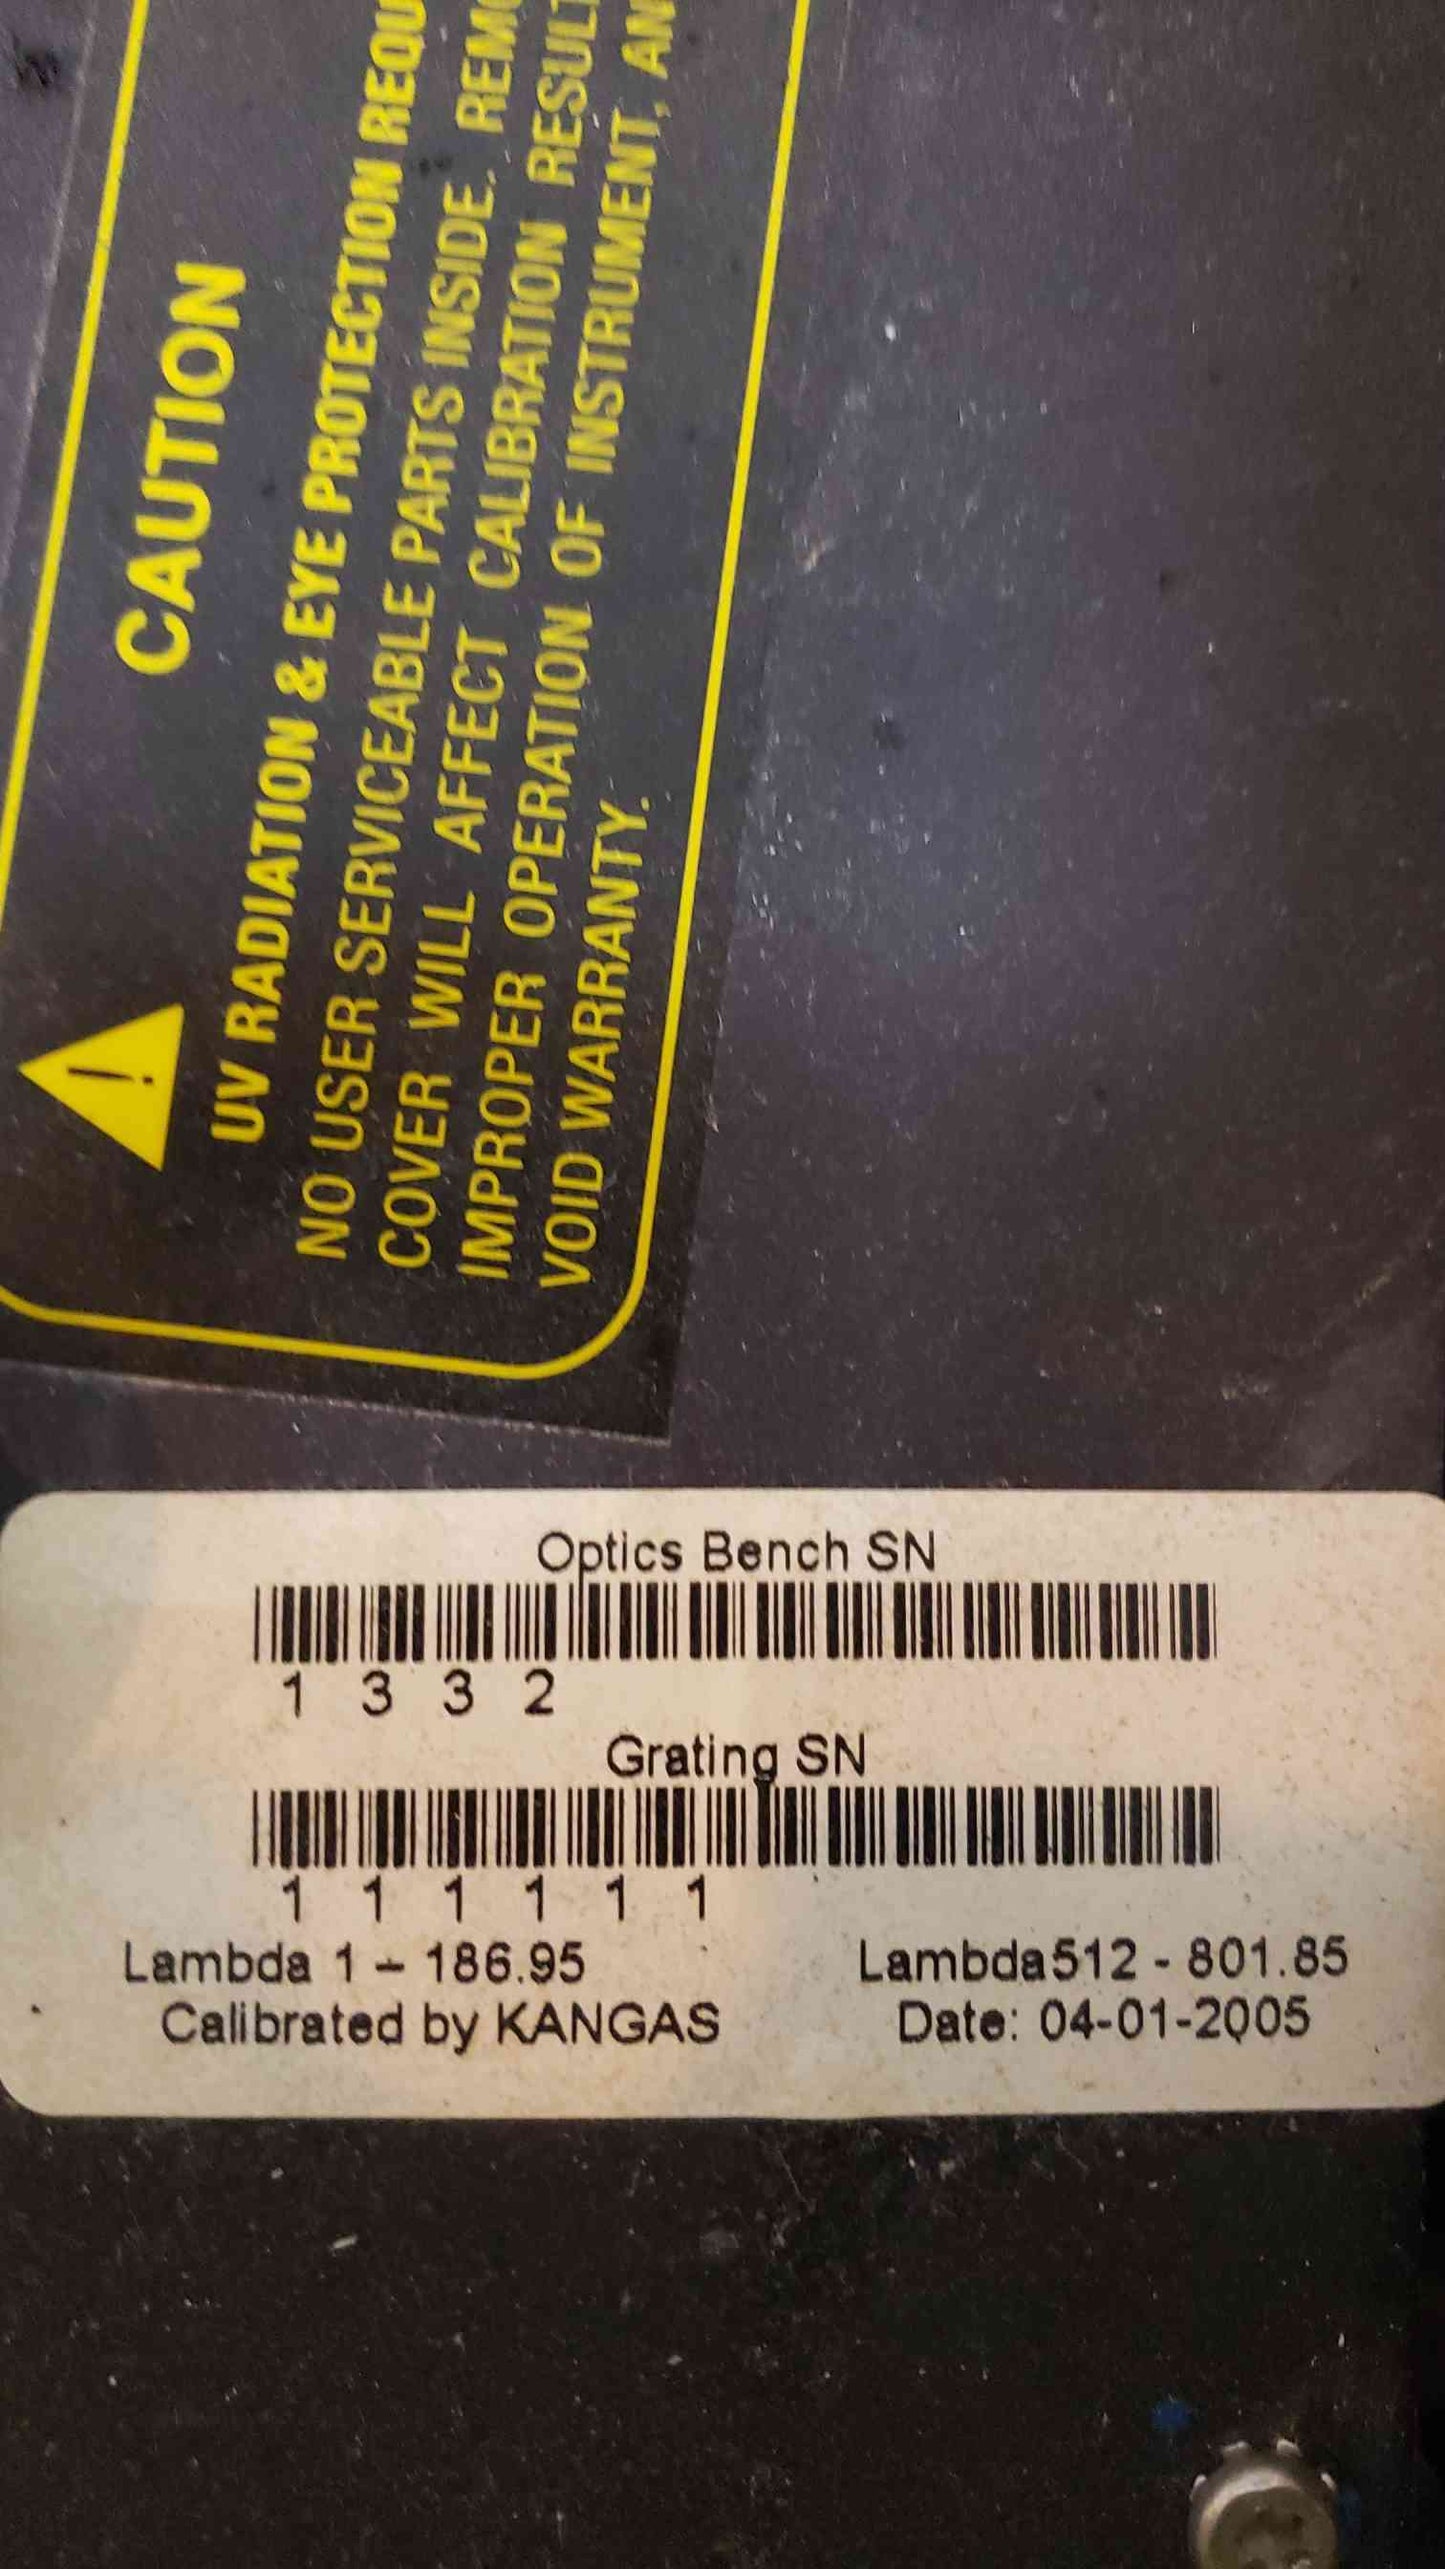 CAUTION
UV RADIATION & EYE PROTECTION
NO USER SERVICEABLE PARTS INSIDE.
COVER WILL AFFECT CALIBRATION
IMPROPER OPERATION OF INSTRUMENT,
VOID WARRANTY.
Optics Bench SN
1 3 3 2
Grating SN
1 1 1 1 1 1
Lambda 1 - 186.95 Lambda512 - 801.85
Calibrated by KANGAS Date: 04-01-2005